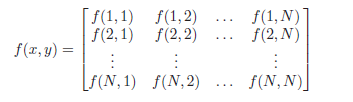 f(1,1) f(1,2) ... f(1,N)
f(2,1) f(2,2) ... f(2,N)
f(x,y) =
⋮ ⋮ ⋮
f(N,1) f(N,2) ... f(N,N)